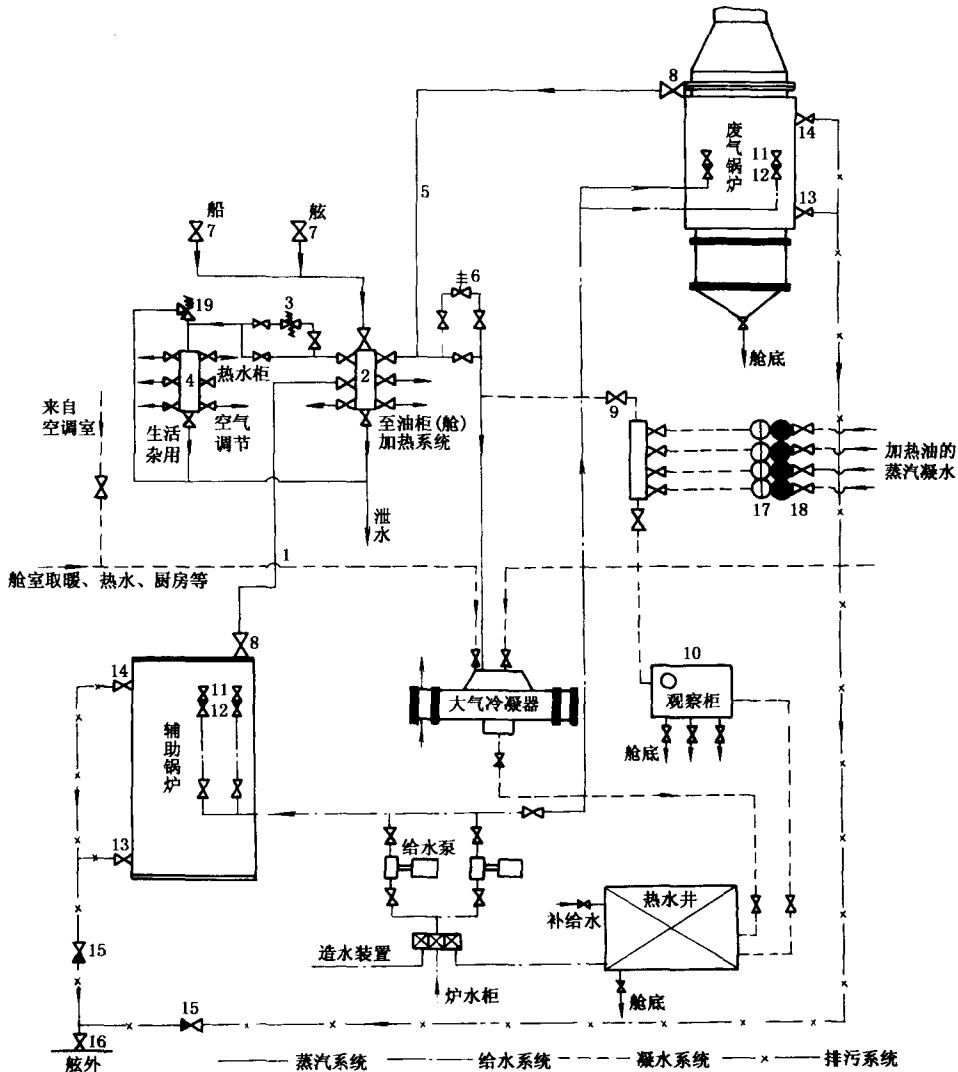 8
废气锅炉
14
11
12
13
5
船
7
舷
7
6
19
3
4
热水柜
2
舱底
9
来自
空调室
生活
杂用
空气
调节
至油柜(舱)
加热系统
加热油的
蒸汽凝水
17
18
泄
水
1
舱室取暖、热水、厨房等
8
14
11
12
辅助锅炉
大气冷凝器
10
观察柜
舱底
13
给水泵
热水井
补给水
15
造水装置
炉水柜
舱底
15
16
舷外
蒸汽系统
给水系统
凝水系统
排污系统